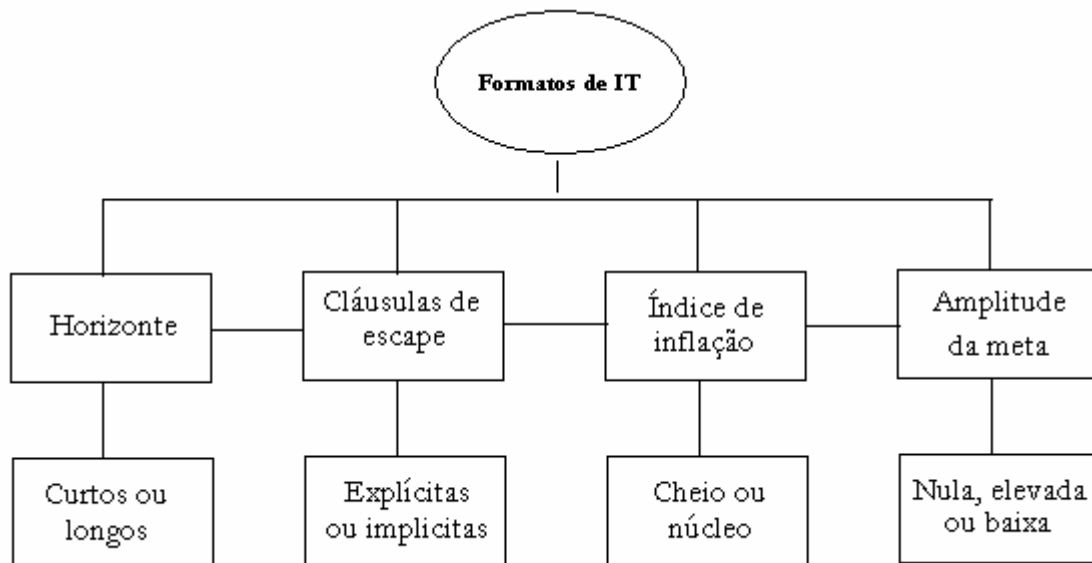 Formatos de IT
Horizonte
Cláusulas de
escape
Índice de
inflação
Amplitude
da meta
Curtos ou
longos
Explícitas
ou implicitas
Cheio ou
núcleo
Nula, elevada
ou baixa